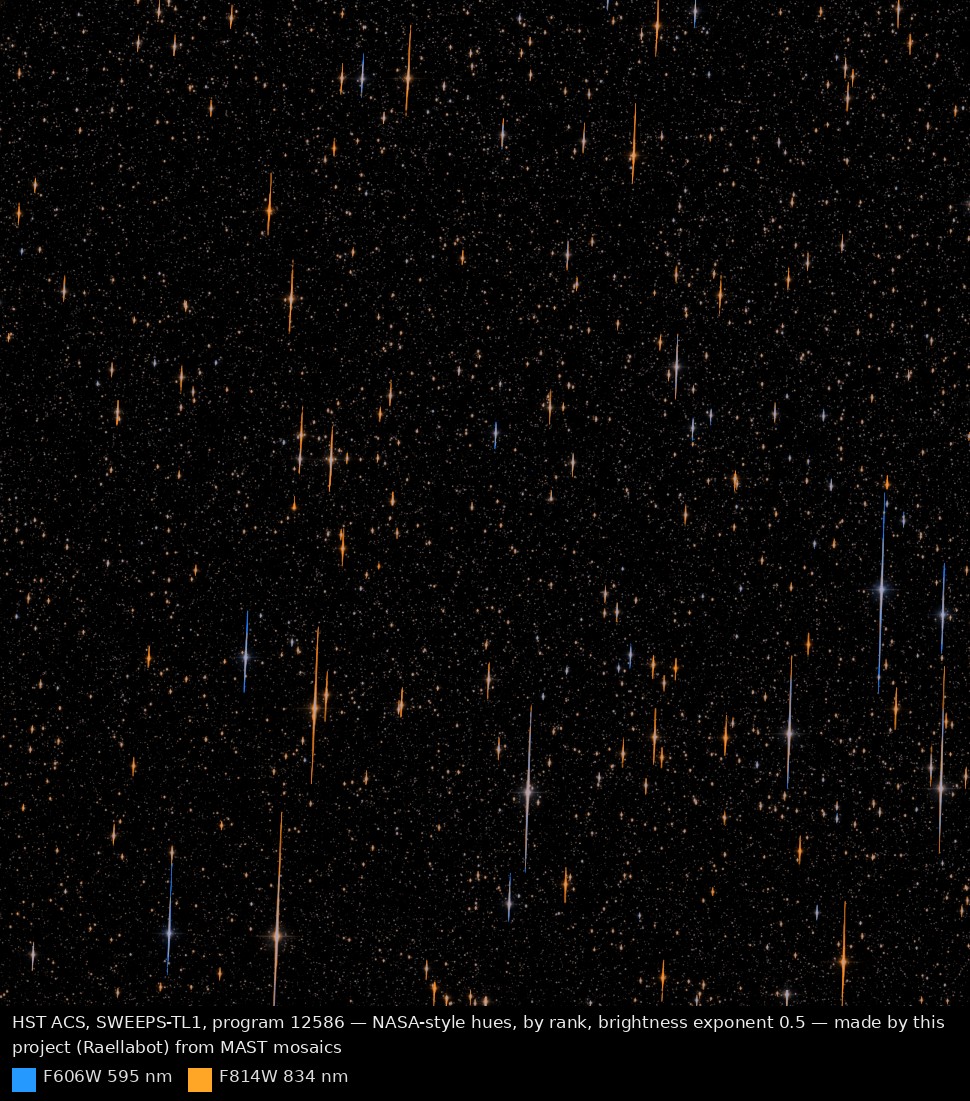 HST ACS, SWEEPS-TL1, program 12586 — NASA-style hues, by rank, brightness exponent 0.5 — made by this
project (Raellabot) from MAST mosaics
F606W 595 nm F814W 834 nm